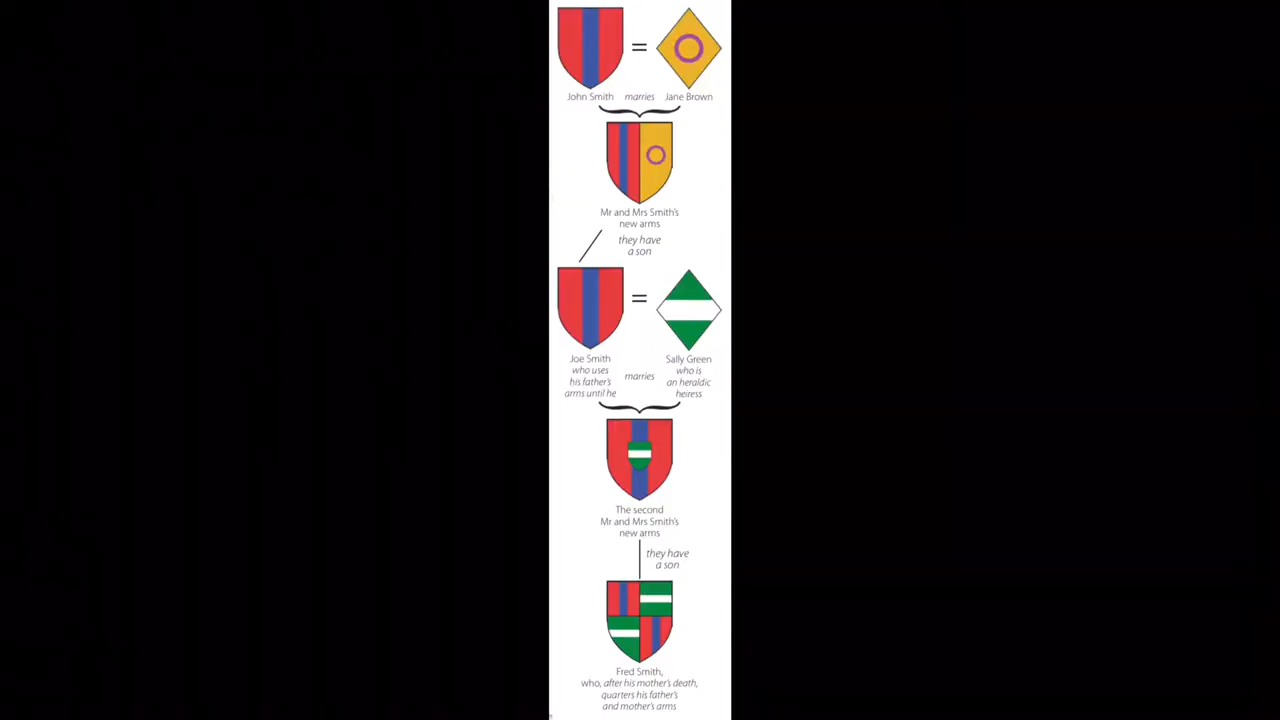 John Smith marries Jane Brown
Mr and Mrs Smith's
new arms
they have
a son
Joe Smith
who uses
his father's
arms until he
marries
Sally Green
who is
an heraldic
heiress
The second
Mr and Mrs Smith's
new arms
they have
a son
Fred Smith,
who, after his mother's death,
quarters his father's
and mother's arms